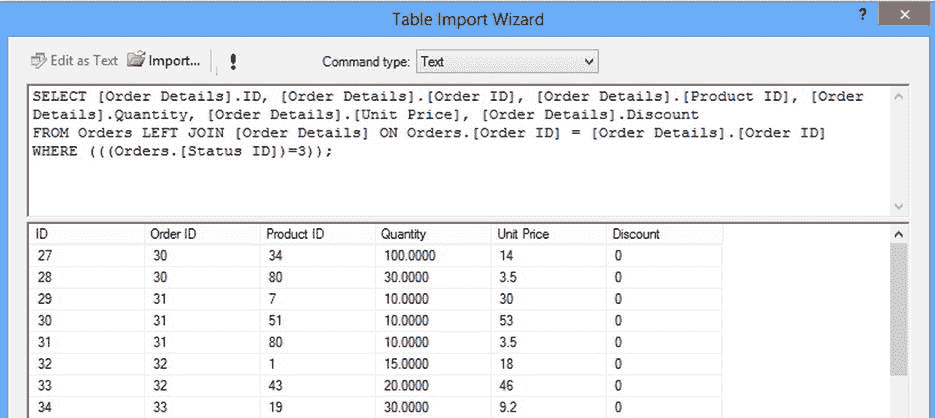 Table Import Wizard
?
Edit as Text Import... ! Command type: Text
SELECT [Order Details].ID, [Order Details].[Order ID], [Order Details].[Product ID], [Order
Details].Quantity, [Order Details].[Unit Price], [Order Details].Discount
FROM Orders LEFT JOIN [Order Details] ON Orders.[Order ID] = [Order Details].[Order ID]
WHERE (((Orders.[Status ID])=3));
ID Order ID Product ID Quantity Unit Price Discount
27 30 34 100.0000 14 0
28 30 80 30.0000 3.5 0
29 31 7 10.0000 30 0
30 31 51 10.0000 53 0
31 31 80 10.0000 3.5 0
32 32 1 15.0000 18 0
33 32 43 20.0000 46 0
34 33 19 30.0000 9.2 0